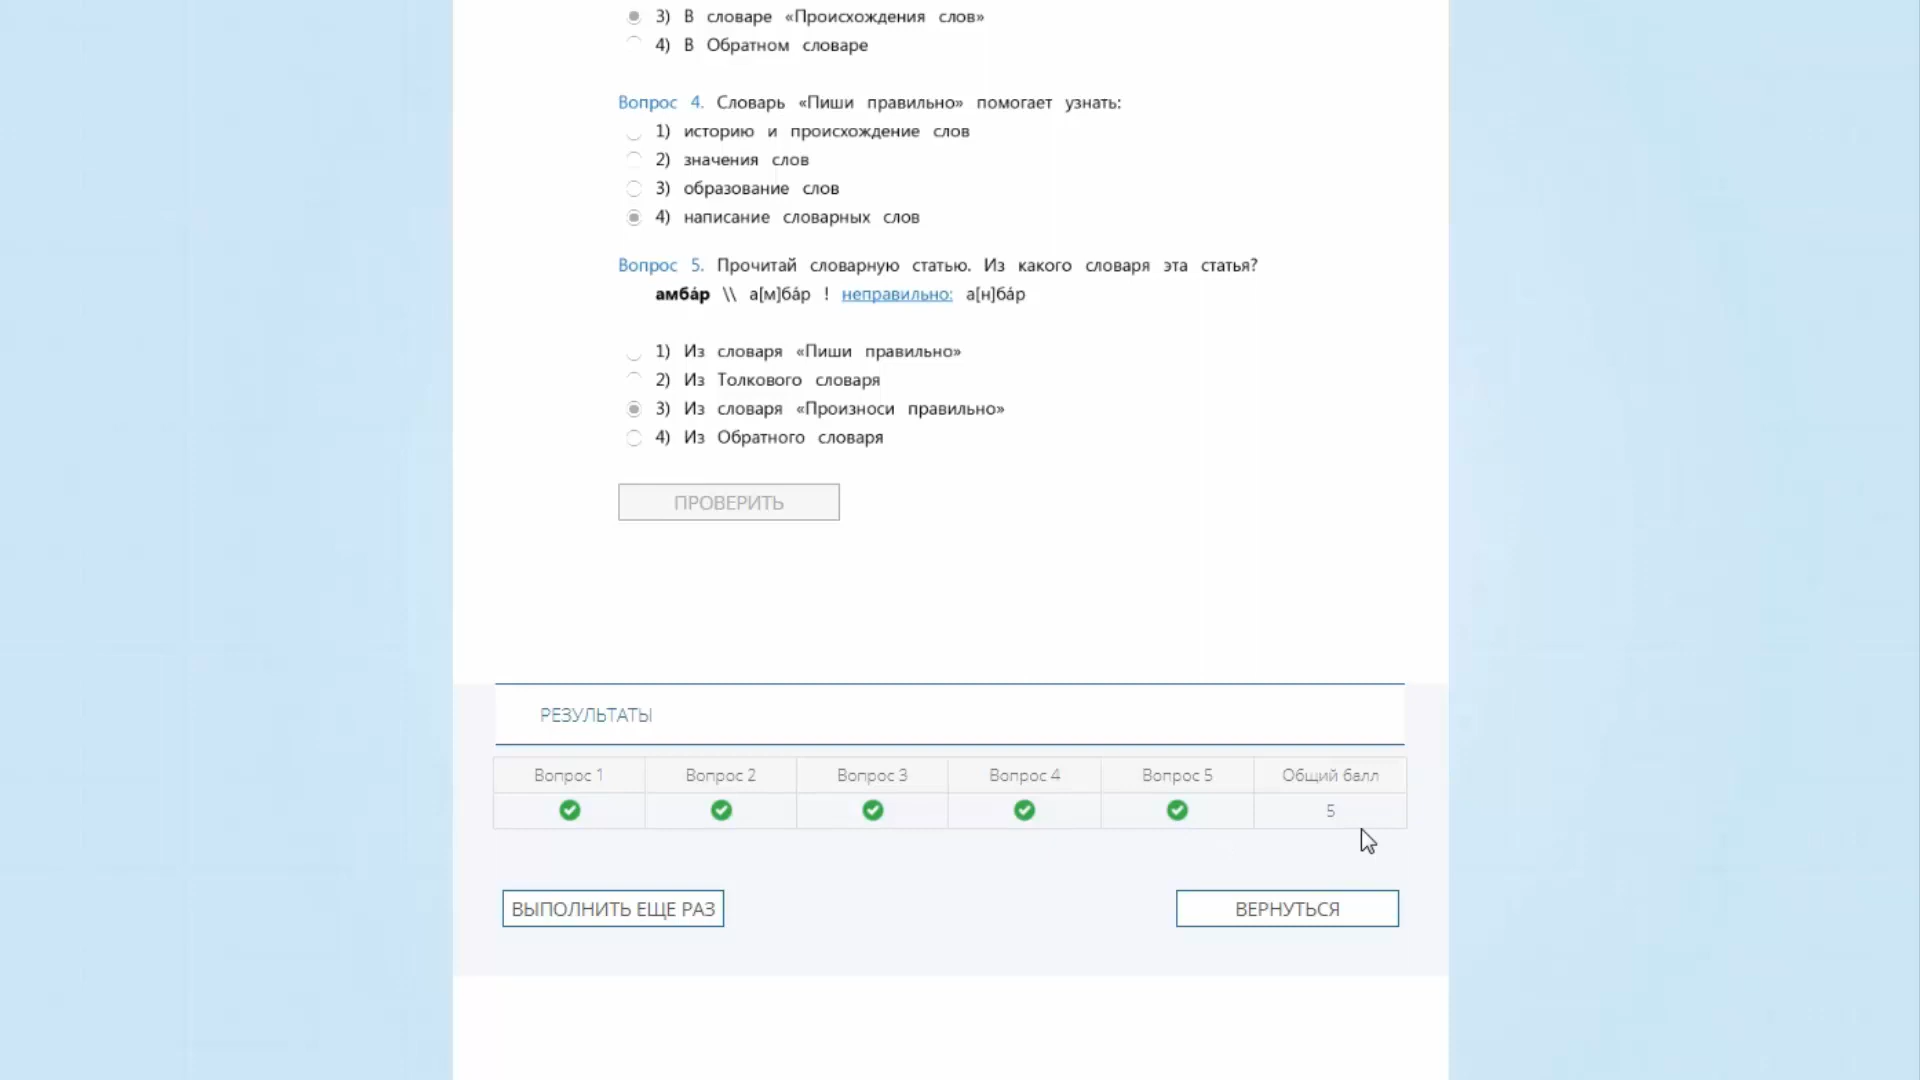 3) В словаре «Происхождения слов»
4) В Обратном словаре
Вопрос 4. Словарь «Пиши правильно» помогает узнать:
1) историю и происхождение слов
2) значения слов
3) образование слов
4) написание словарных слов
Вопрос 5. Прочитай словарную статью. Из какого словаря эта статья?
амба́р \\ а[м]ба́р ! неправильно: а[н]ба́р
1) Из словаря «Пиши правильно»
2) Из Толкового словаря
3) Из словаря «Произноси правильно»
4) Из Обратного словаря
ПРОВЕРИТЬ
РЕЗУЛЬТАТЫ
Вопрос 1 Вопрос 2 Вопрос 3 Вопрос 4 Вопрос 5 Общий балл
5
ВЫПОЛНИТЬ ЕЩЕ РАЗ ВЕРНУТЬСЯ